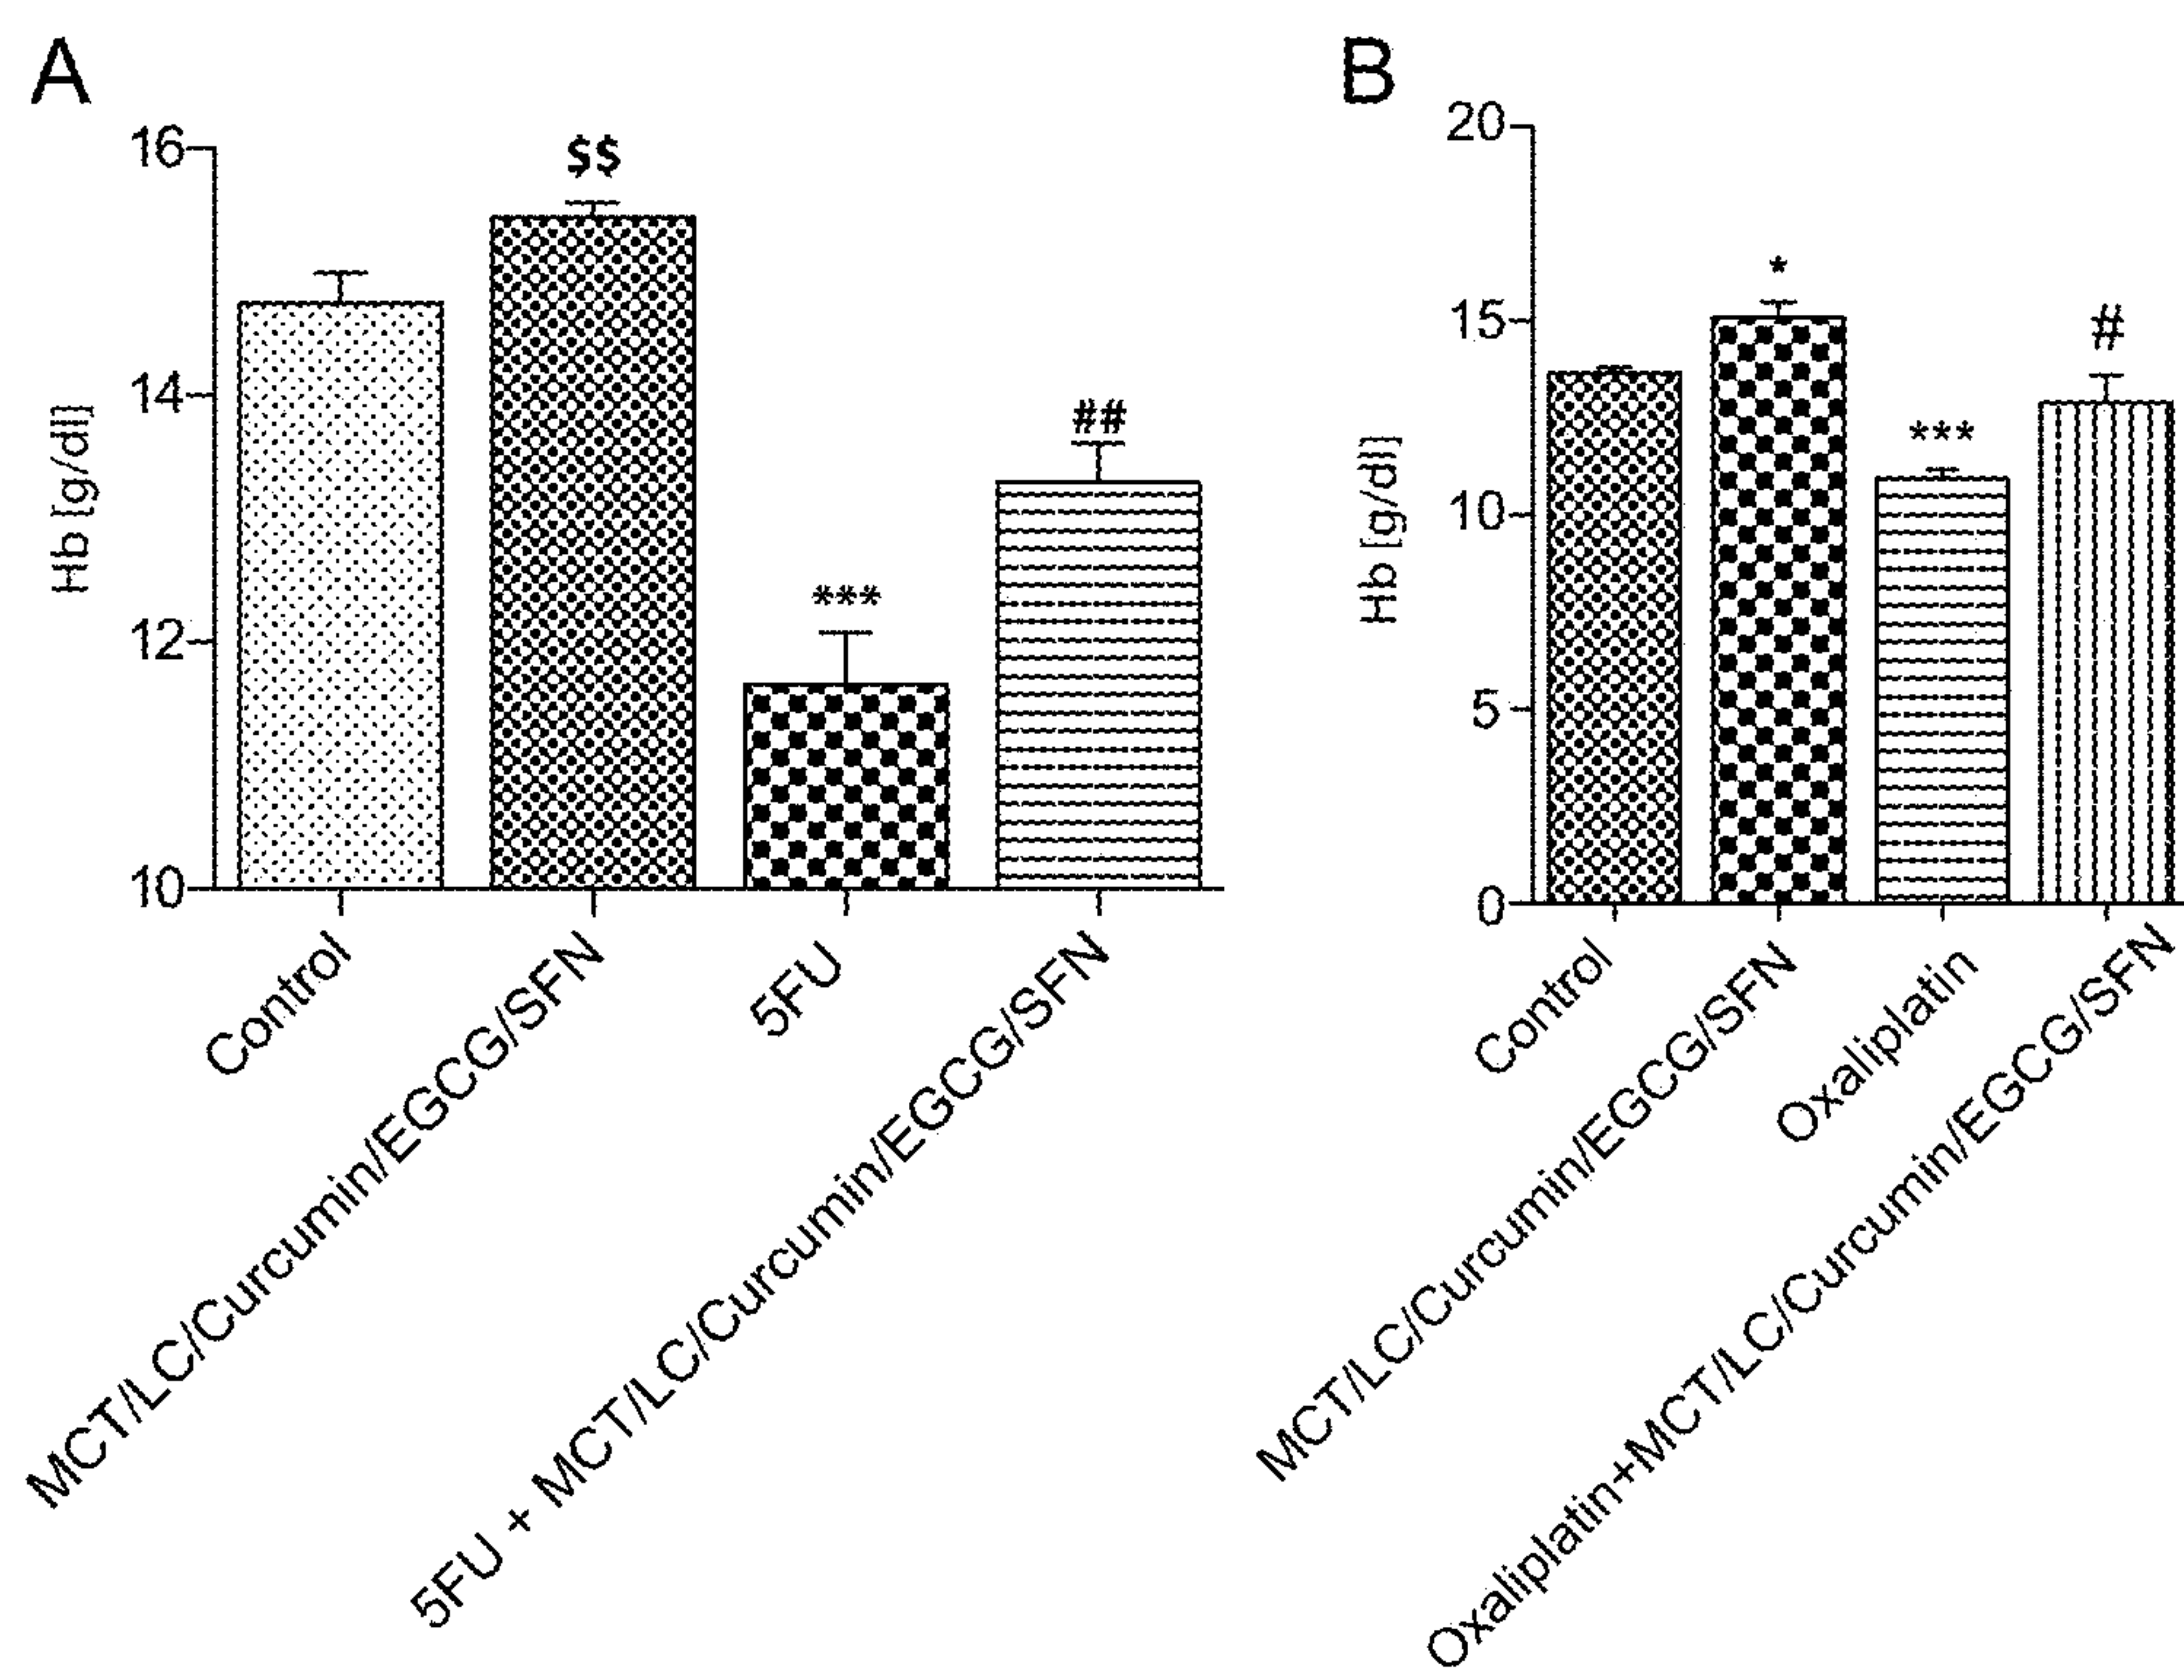 A
16
14
12
10
Hb [g/dl]
$$
***
##
Control
MCT/LC/Curcumin/EGCG/SFN
5FU
5FU + MCT/LC/Curcumin/EGCG/SFN
B
20
15
10
5
0
Hb [g/dl]
*
***
#
Control
MCT/LC/Curcumin/EGCG/SFN
Oxaliplatin
Oxaliplatin+MCT/LC/Curcumin/EGCG/SFN